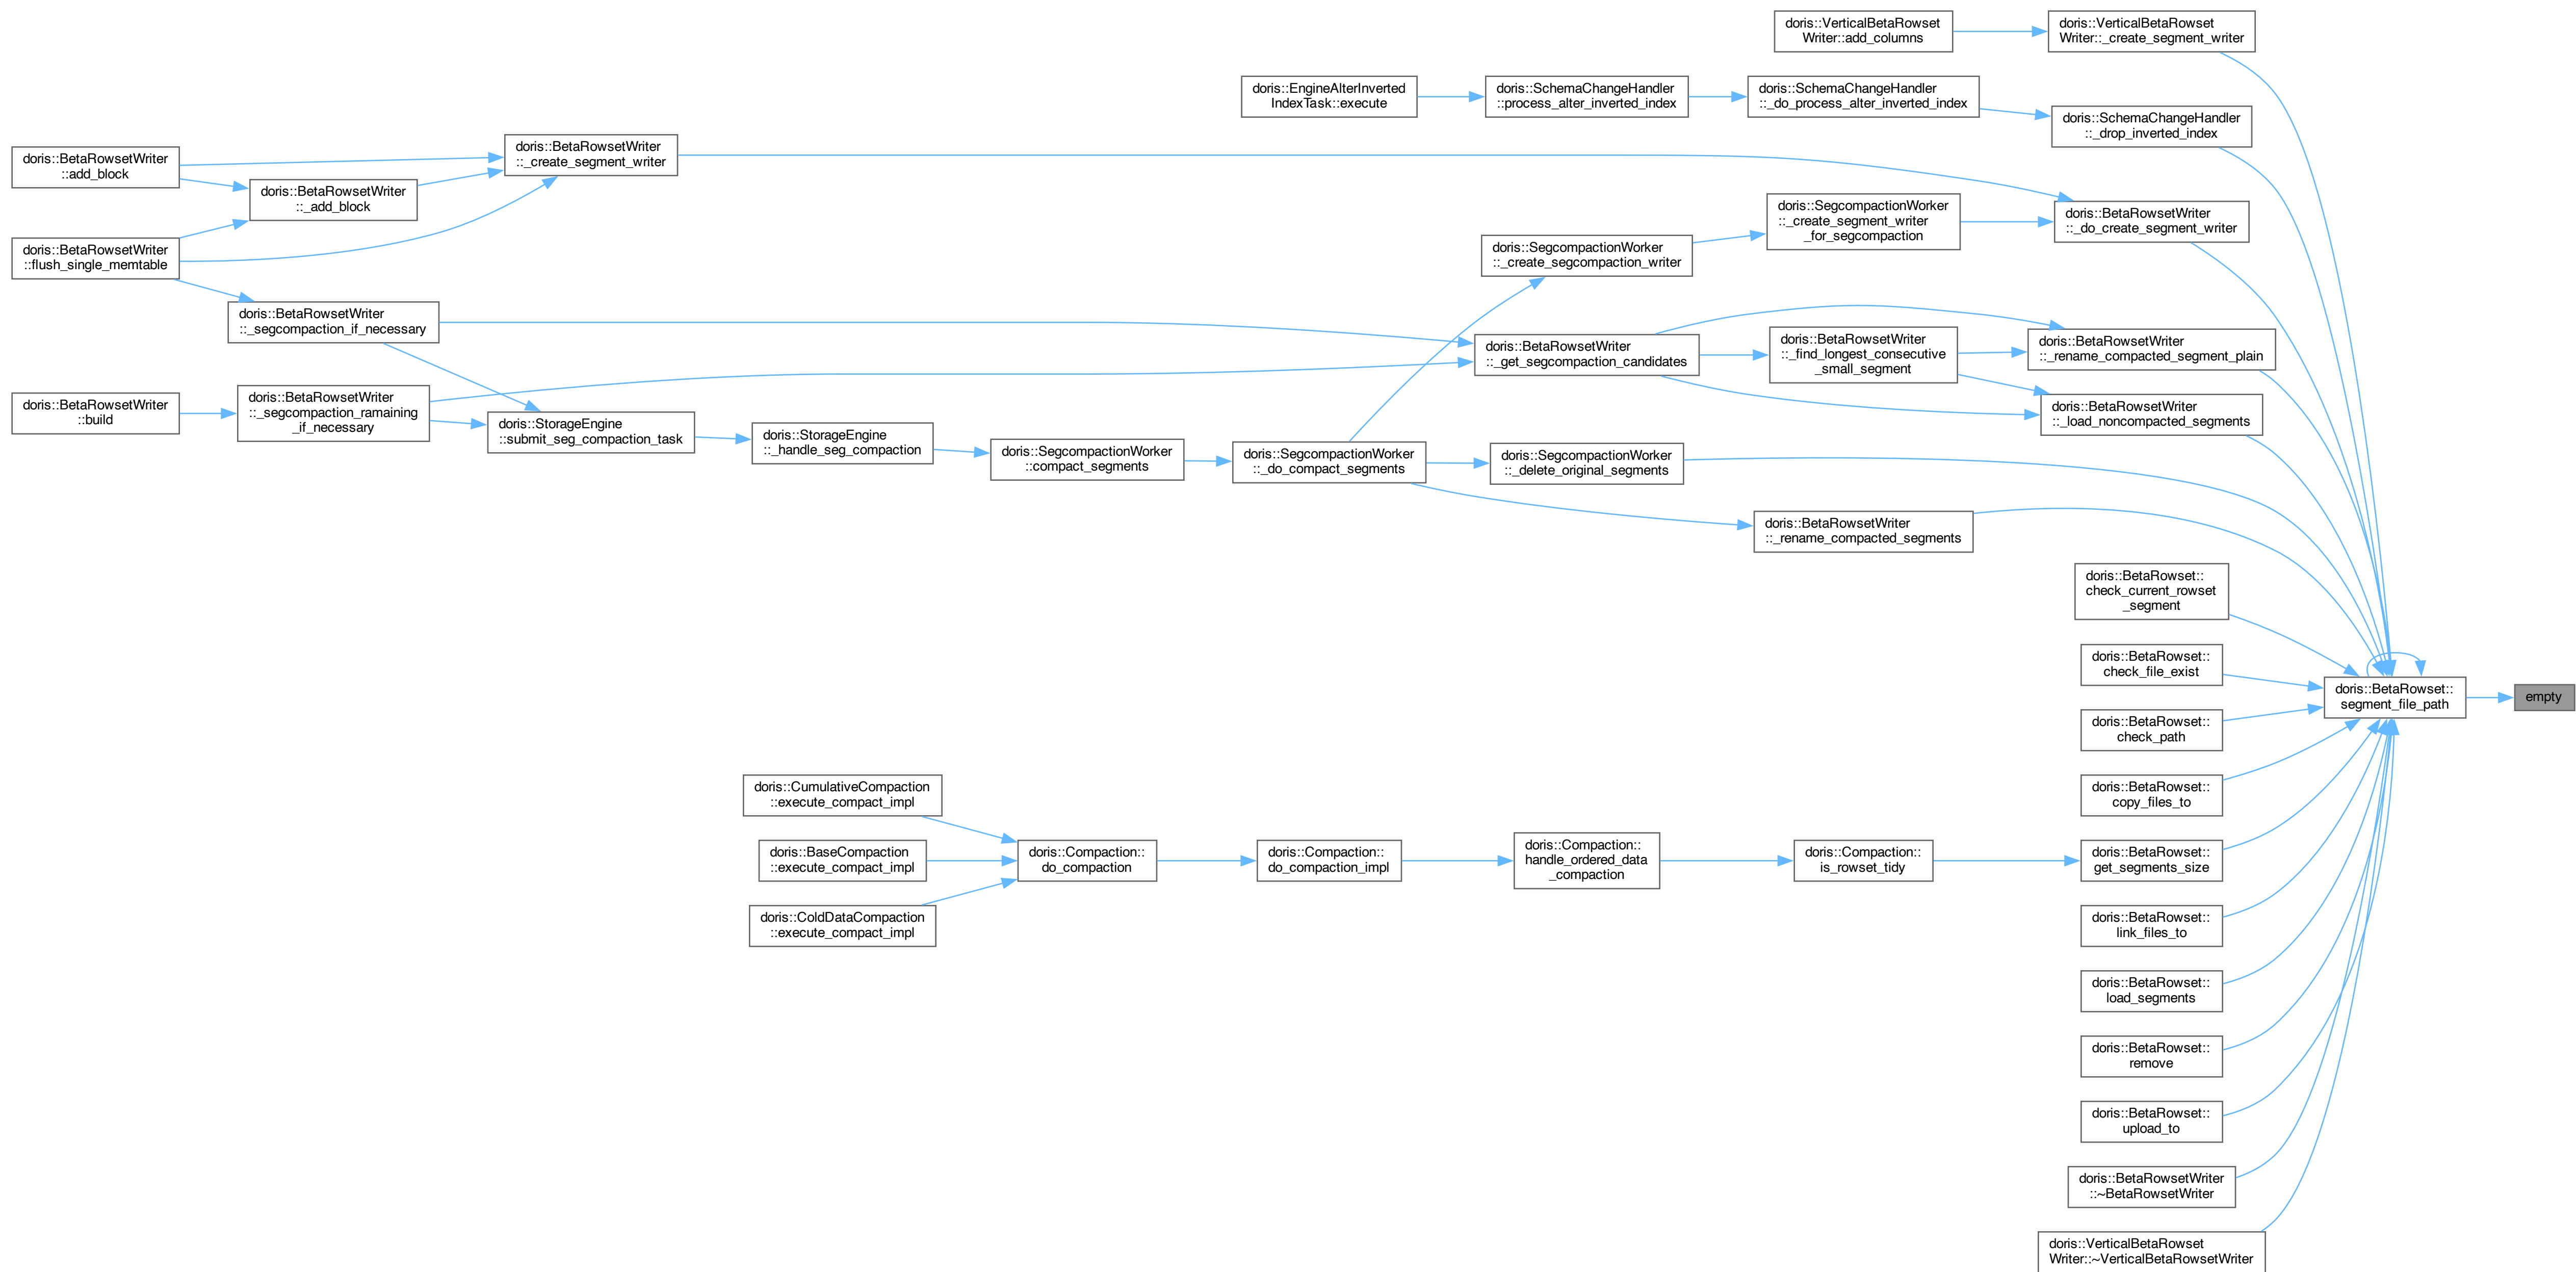 doris::VerticalBetaRowset
Writer::add_columns
doris::VerticalBetaRowset
Writer::_create_segment_writer
doris::EngineAlterInverted
IndexTask::execute
doris::SchemaChangeHandler
::process_alter_inverted_index
doris::SchemaChangeHandler
::_do_process_alter_inverted_index
doris::SchemaChangeHandler
::_drop_inverted_index
doris::BetaRowsetWriter
::add_block
doris::BetaRowsetWriter
::_add_block
doris::BetaRowsetWriter
::_create_segment_writer
doris::BetaRowsetWriter
::flush_single_memtable
doris::SegcompactionWorker
::_create_segcompaction_writer
doris::SegcompactionWorker
::_create_segment_writer
_for_segcompaction
doris::BetaRowsetWriter
::_do_create_segment_writer
doris::BetaRowsetWriter
::_segcompaction_if_necessary
doris::BetaRowsetWriter
::_get_segcompaction_candidates
doris::BetaRowsetWriter
::_find_longest_consecutive
_small_segment
doris::BetaRowsetWriter
::_rename_compacted_segment_plain
doris::BetaRowsetWriter
::_load_noncompacted_segments
doris::BetaRowsetWriter
::build
doris::BetaRowsetWriter
::_segcompaction_ramaining
_if_necessary
doris::StorageEngine
::submit_seg_compaction_task
doris::StorageEngine
::_handle_seg_compaction
doris::SegcompactionWorker
::compact_segments
doris::SegcompactionWorker
::_do_compact_segments
doris::SegcompactionWorker
::_delete_original_segments
doris::BetaRowsetWriter
::_rename_compacted_segments
doris::BetaRowset::
check_current_rowset
_segment
doris::BetaRowset::
check_file_exist
doris::BetaRowset::
segment_file_path
empty
doris::BetaRowset::
check_path
doris::BetaRowset::
copy_files_to
doris::CumulativeCompaction
::execute_compact_impl
doris::BaseCompaction
::execute_compact_impl
doris::ColdDataCompaction
::execute_compact_impl
doris::Compaction::
do_compaction
doris::Compaction::
do_compaction_impl
doris::Compaction::
handle_ordered_data
_compaction
doris::Compaction::
is_rowset_tidy
doris::BetaRowset::
get_segments_size
doris::BetaRowset::
link_files_to
doris::BetaRowset::
load_segments
doris::BetaRowset::
remove
doris::BetaRowset::
upload_to
doris::BetaRowsetWriter
::~BetaRowsetWriter
doris::VerticalBetaRowset
Writer::~VerticalBetaRowsetWriter